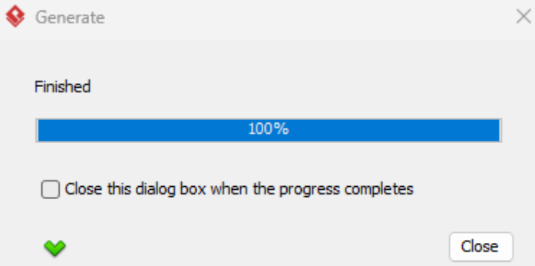 Generate
Finished
100%
Close this dialog box when the progress completes
Close